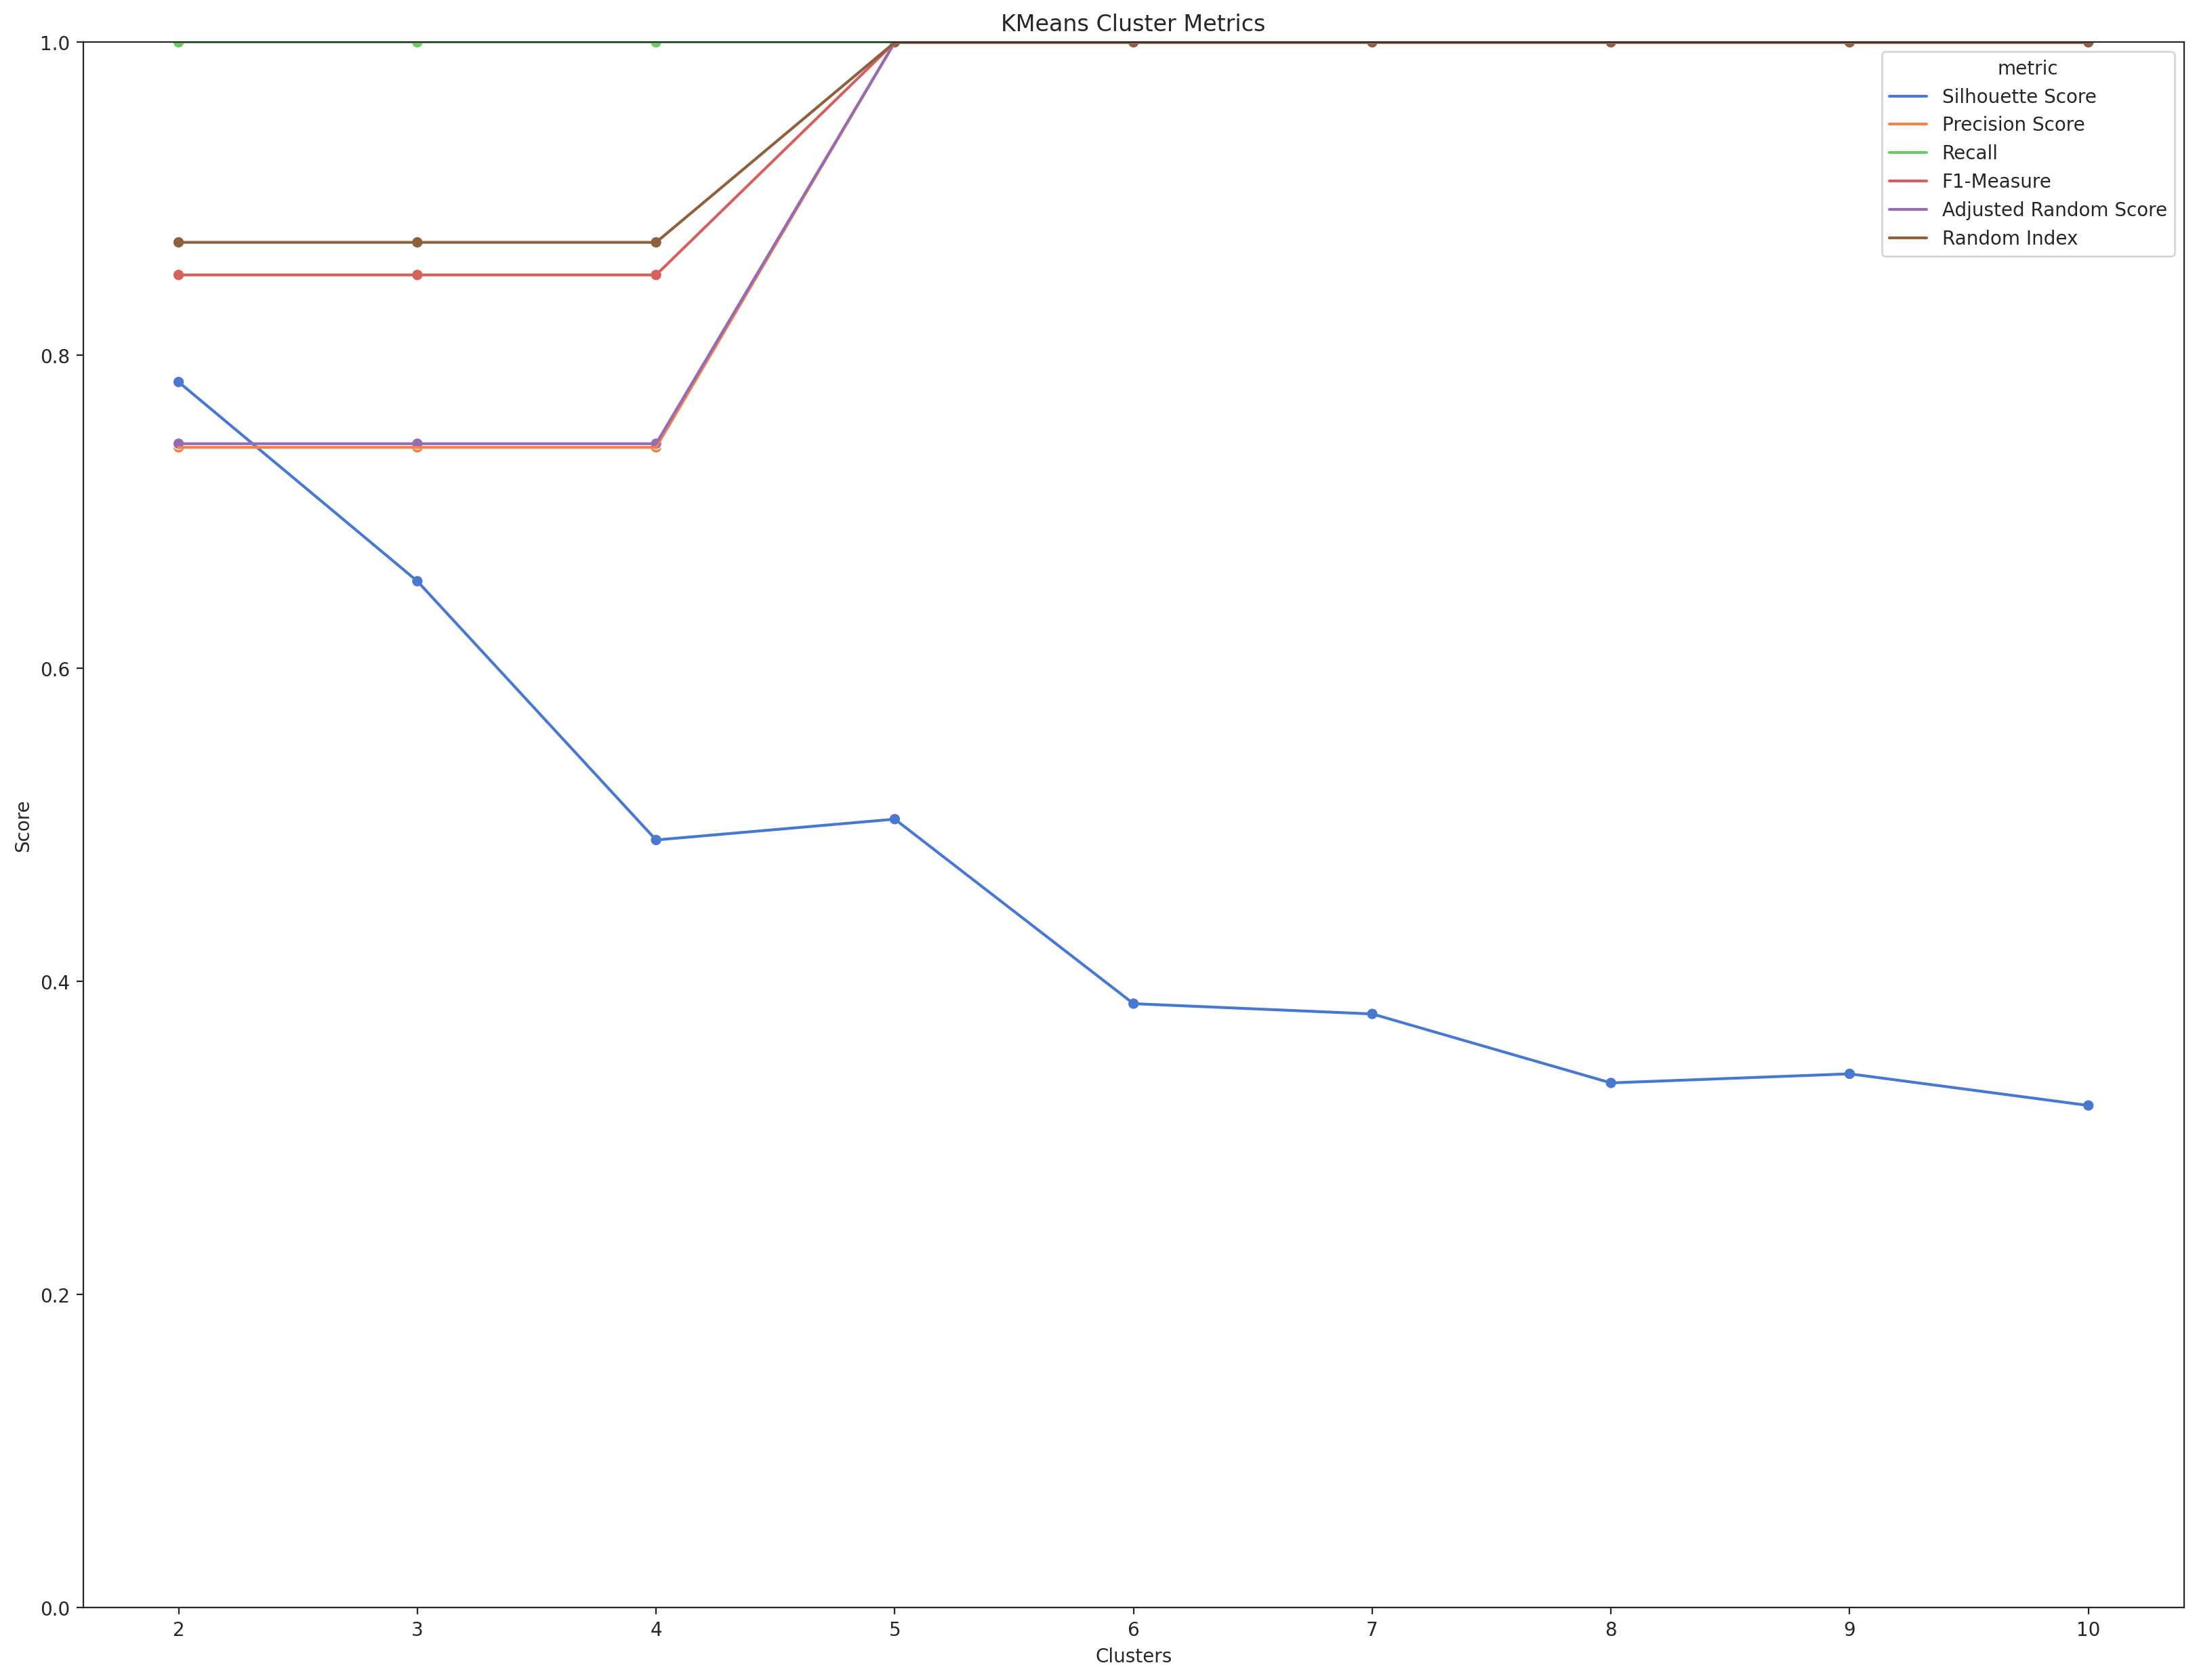 KMeans Cluster Metrics
1.0
0.8
0.6
0.4
0.2
0.0
Score
metric
Silhouette Score
Precision Score
Recall
F1-Measure
Adjusted Random Score
Random Index
2 3 4 5 6 7 8 9 10
Clusters